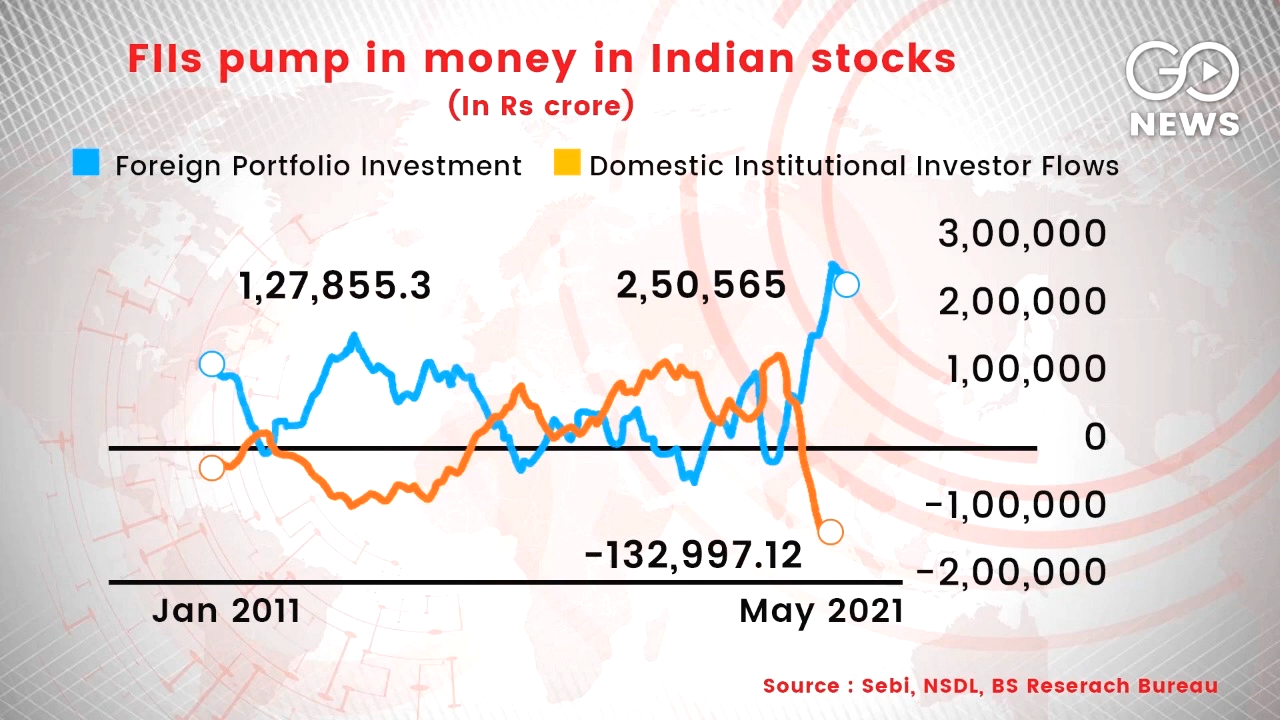 FIIs pump in money in Indian stocks
(In Rs crore)
GO
NEWS
Foreign Portfolio Investment
Domestic Institutional Investor Flows
3,00,000
1,27,855.3
2,50,565
2,00,000
1,00,000
0
-1,00,000
-132,997.12
-2,00,000
Jan 2011
May 2021
Source : Sebi, NSDL, BS Reserach Bureau